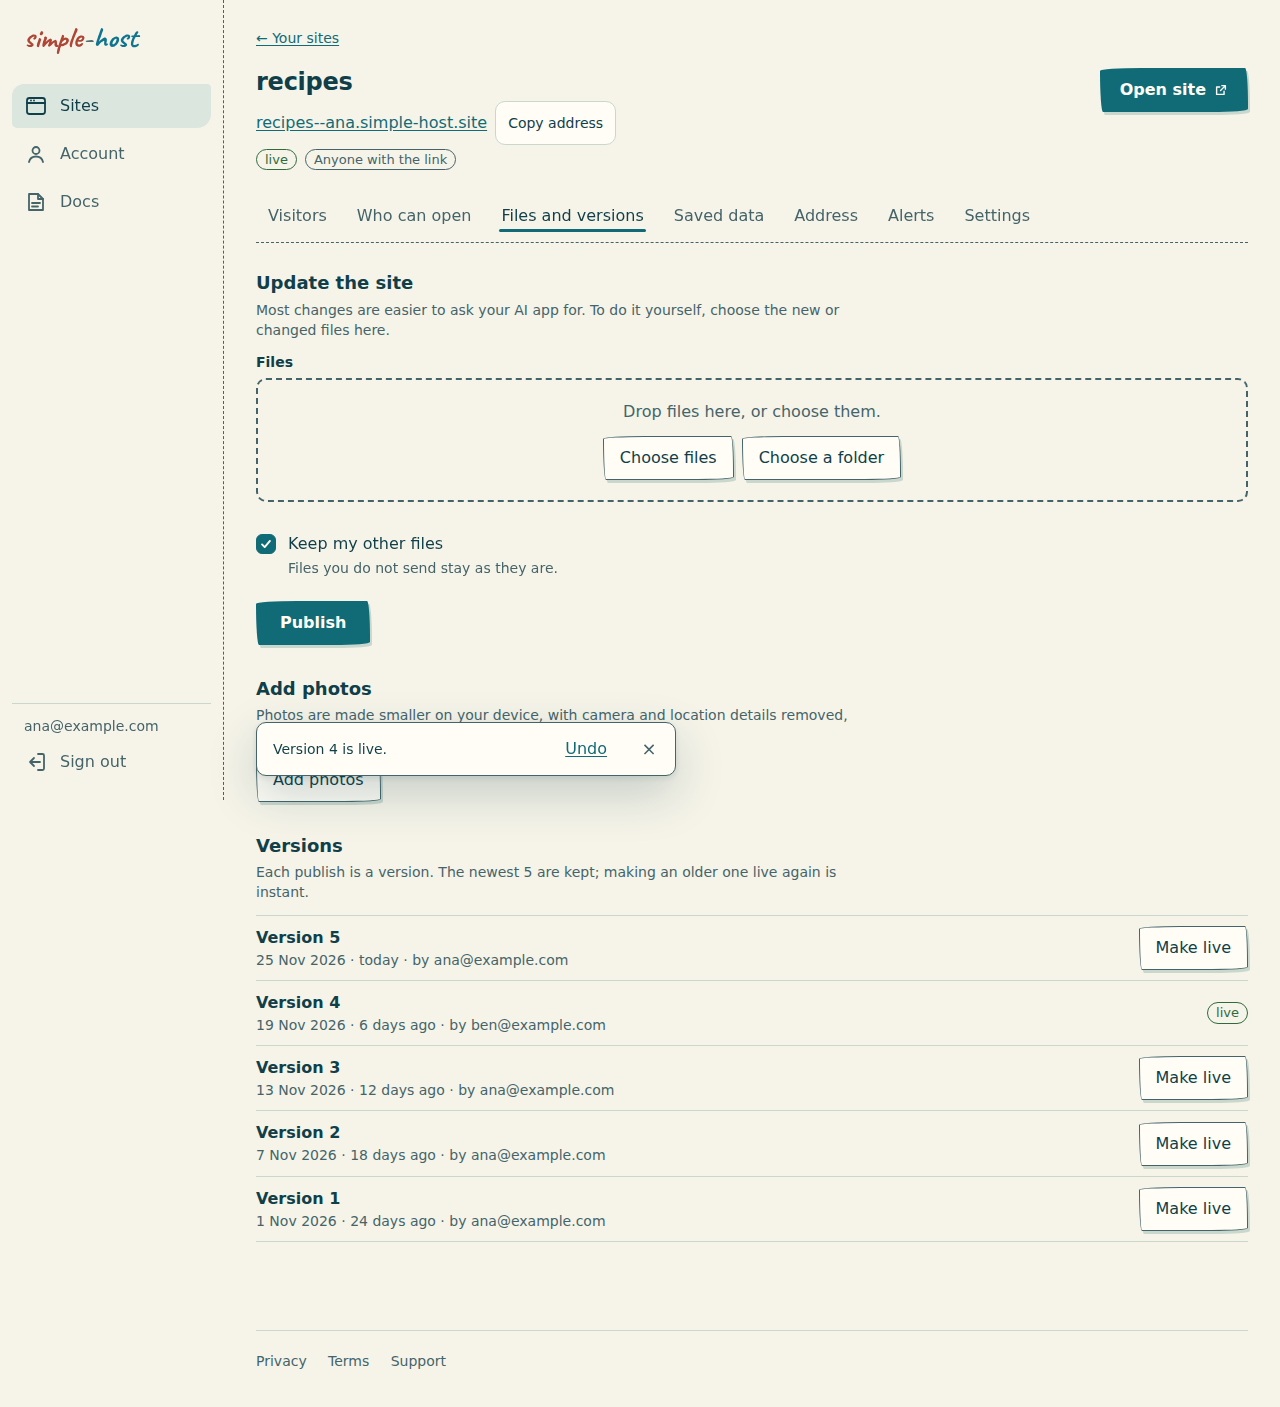 simple-host
Sites
Account
Docs
ana@example.com
Sign out
← Your sites
recipes
Open site
recipes--ana.simple-host.site
Copy address
live
Anyone with the link
Visitors
Who can open
Files and versions
Saved data
Address
Alerts
Settings
Update the site
Most changes are easier to ask your AI app for. To do it yourself, choose the new or
changed files here.
Files
Drop files here, or choose them.
Choose files
Choose a folder
Keep my other files
Files you do not send stay as they are.
Publish
Add photos
Photos are made smaller on your device, with camera and location details removed,
Version 4 is live.
Undo
Add photos
Versions
Each publish is a version. The newest 5 are kept; making an older one live again is
instant.
Version 5
25 Nov 2026 · today · by ana@example.com
Make live
Version 4
19 Nov 2026 · 6 days ago · by ben@example.com
live
Version 3
13 Nov 2026 · 12 days ago · by ana@example.com
Make live
Version 2
7 Nov 2026 · 18 days ago · by ana@example.com
Make live
Version 1
1 Nov 2026 · 24 days ago · by ana@example.com
Make live
Privacy
Terms
Support